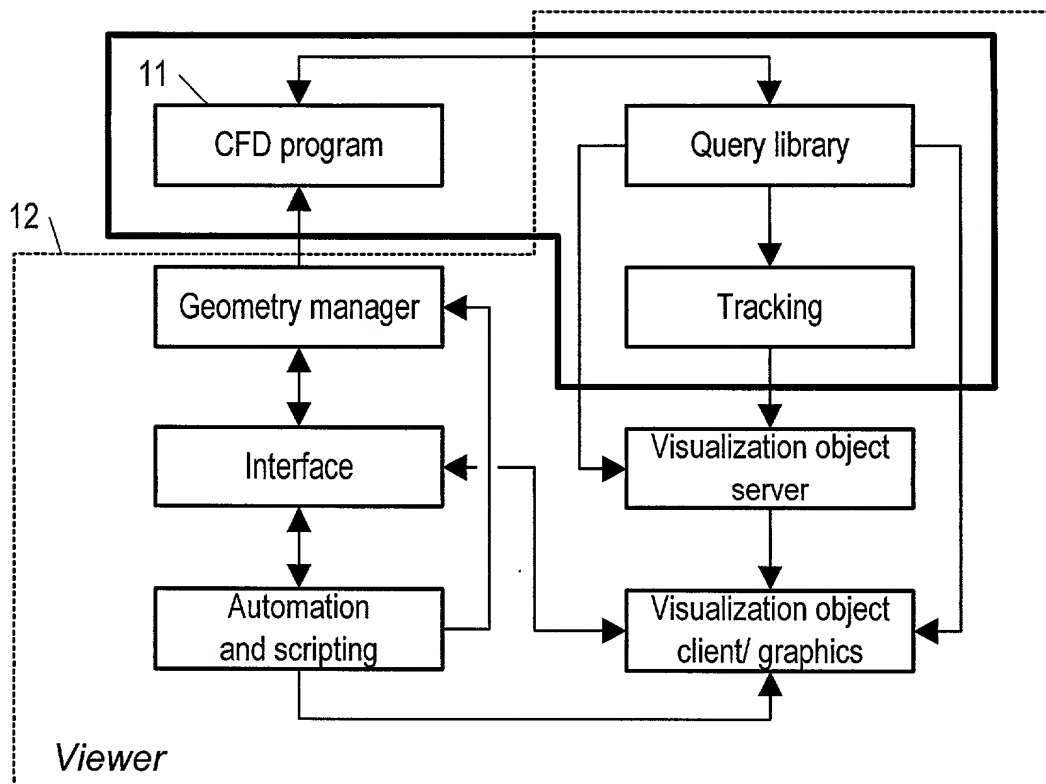 11
CFD program
Query library
12
Geometry manager
Tracking
Interface
Visualization object
server
Automation
and scripting
Visualization object
client/ graphics
Viewer